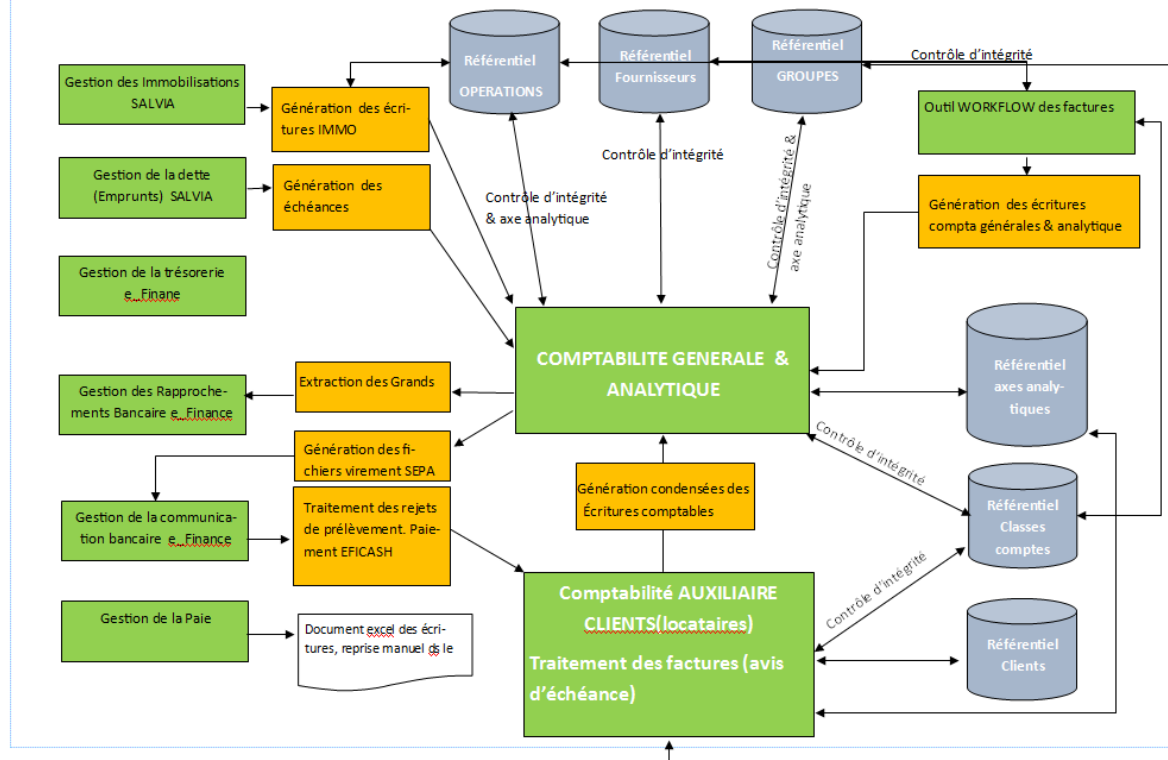 Référentiel
OPERATIONS
Référentiel
Fournisseurs
Référentiel
GROUPES
Contrôle d'intégrité
Gestion des Immobilisations
SALVIA
Génération des écri-
tures IMMO
Outil WORKFLOW des factures
Gestion de la dette
(Emprunts) SALVIA
Génération des
échéances
Contrôle d'intégrité
& axe analytique
Contrôle d'intégrité
Contrôle d'intégrité &
axe analytique
Génération des écritures
compta générales & analytique
Gestion de la trésorerie
e_Finane
COMPTABILITE GENERALE &
ANALYTIQUE
Référentiel
axes analy-
tiques
Gestion des Rapproche-
ments Bancaire e_Finance
Extraction des Grands
Contrôle d'intégrité
Génération des fi-
chiers virement SEPA
Génération condensées des
Écritures comptables
Gestion de la communica-
tion bancaire e_Finance
Traitement des rejets
de prélèvement. Paie-
ment EFICASH
Référentiel
Classes
comptes
Contrôle d'intégrité
Comptabilité AUXILIAIRE
CLIENTS(locataires)
Traitement des factures (avis
d'échéance)
Référentiel
Clients
Gestion de la Paie
Document excel des écri-
tures, reprise manuel ds le